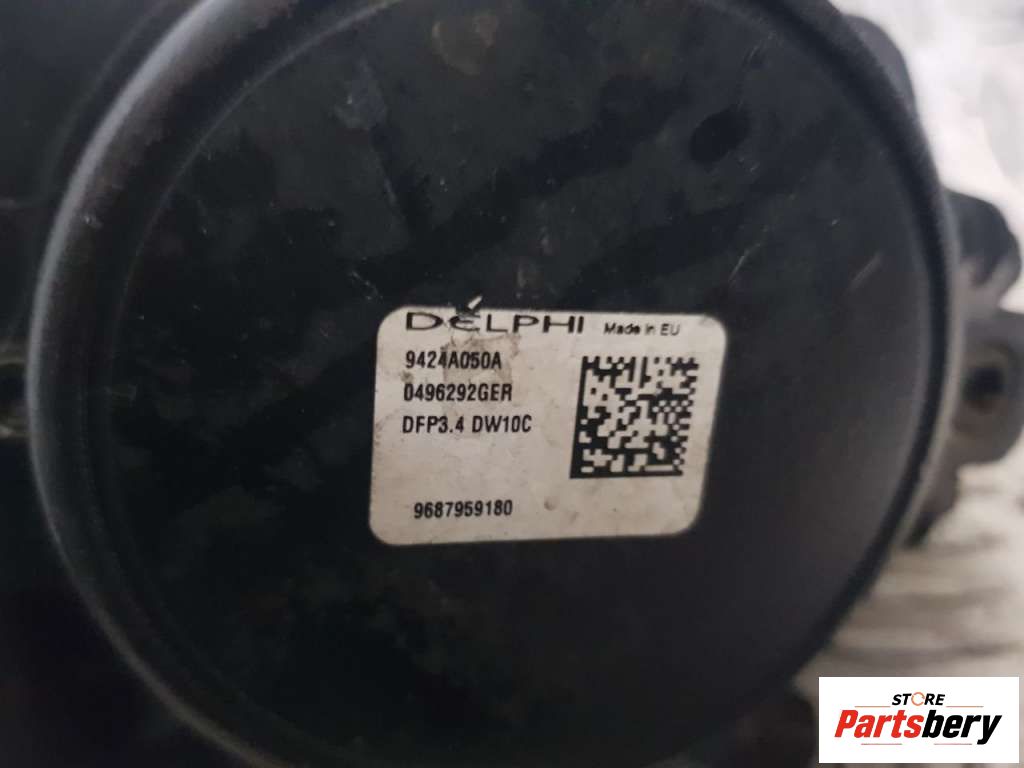 DELPHI Made in EU
9424A050A
0496292GER
DFP3.4 DW10C
9687959180
STORE
Partsbery